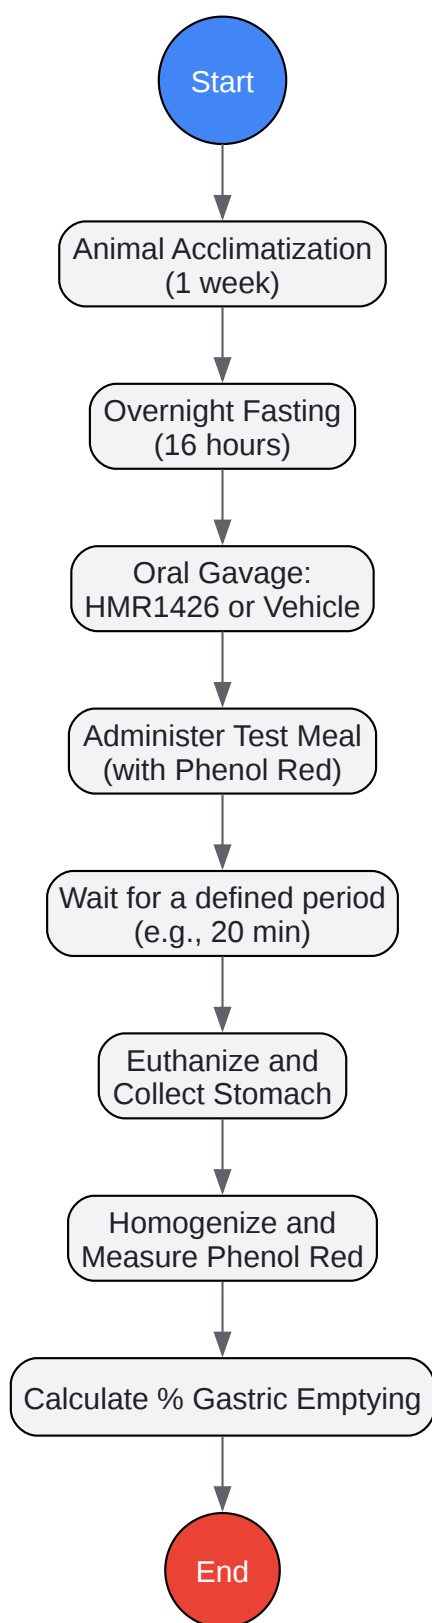 Start
Animal Acclimatization
(1 week)
Overnight Fasting
(16 hours)
Oral Gavage:
HMR1426 or Vehicle
Administer Test Meal
(with Phenol Red)
Wait for a defined period
(e.g., 20 min)
Euthanize and
Collect Stomach
Homogenize and
Measure Phenol Red
Calculate % Gastric Emptying
End